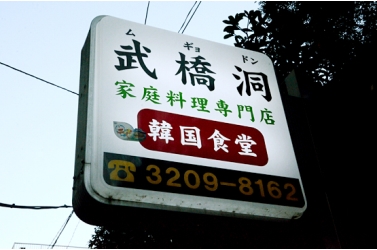 ム ギョ ドン
武橋洞
家庭料理専門店
韓国食堂
☎3209-8162